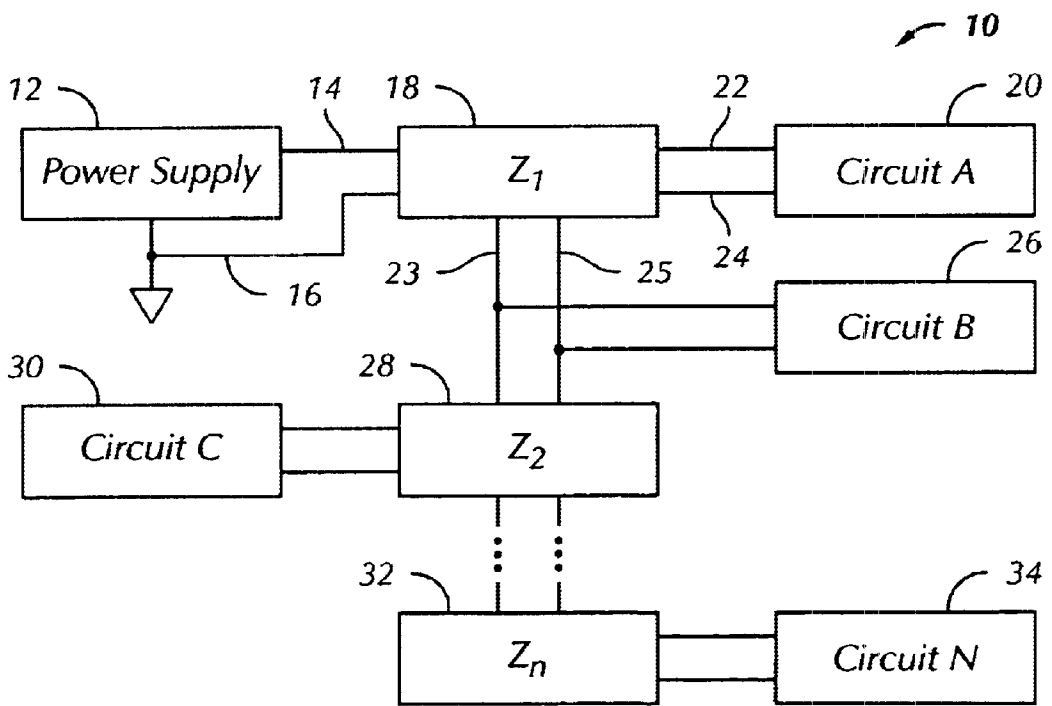 10
12
14
18
22
20
Power Supply
Z1
Circuit A
16
23
25
24
26
Circuit B
30
28
Circuit C
Z2
32
34
Zn
Circuit N